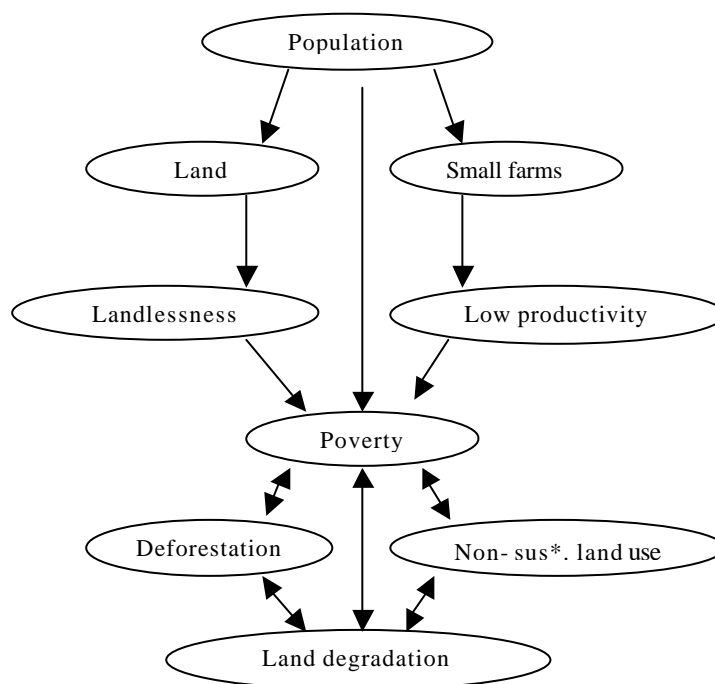 Population
Land
Small farms
Landlessness
Low productivity
Poverty
Deforestation
Non- sus*. land use
Land degradation